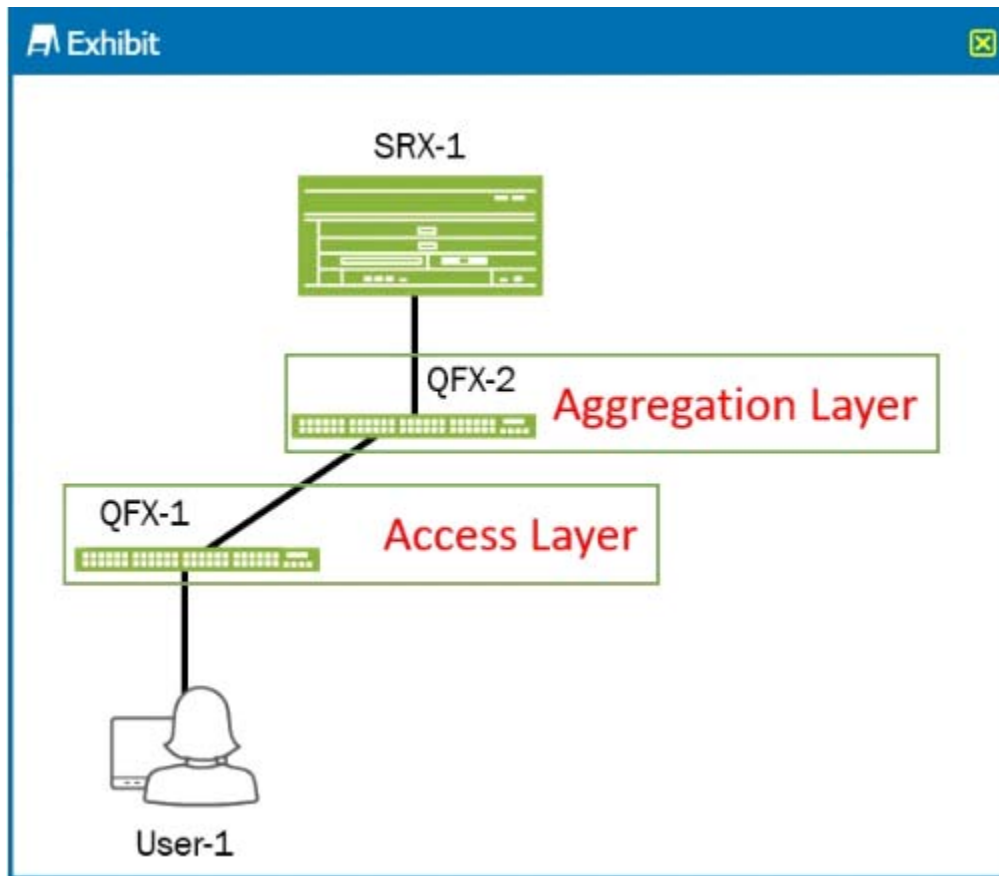 Exhibit
SRX-1
QFX-2
Aggregation Layer
QFX-1
Access Layer
User-1